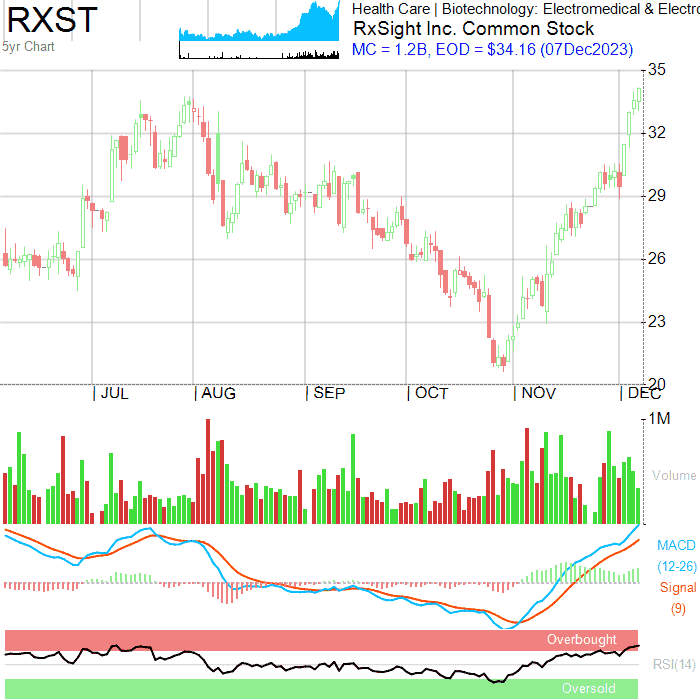 RXST
5yr Chart
Health Care | Biotechnology: Electromedical & Electro
RxSight Inc. Common Stock
MC = 1.2B, EOD = $34.16 (07Dec2023)
35
32
29
26
23
20
| JUL
| AUG
| SEP
| OCT
| NOV
| DEC
1M
Volume
MACD
(12-26)
Signal
(9)
Overbought
RSI(14)
Oversold